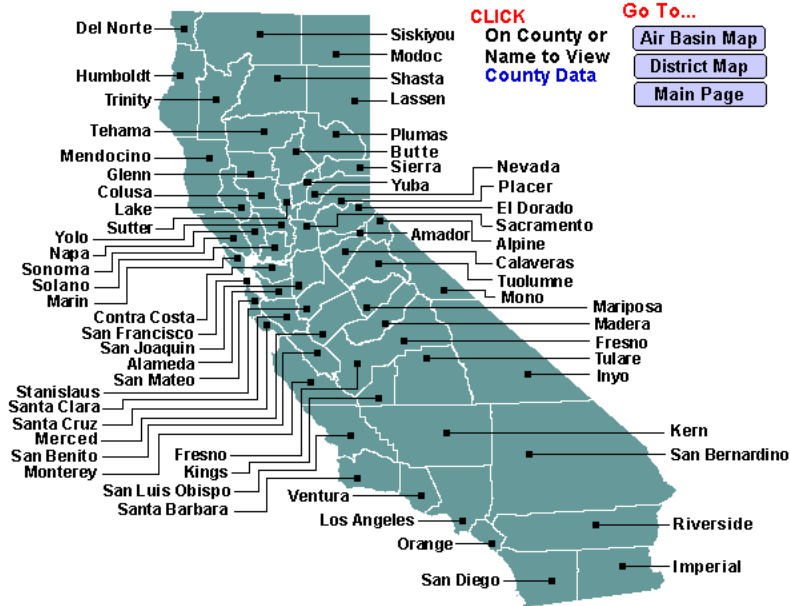 CLICK
On County or
Name to View
County Data
Go To...
Air Basin Map
District Map
Main Page
Del Norte
Siskiyou
Modoc
Humboldt
Shasta
Trinity
Lassen
Tehama
Plumas
Mendocino
Butte
Glenn
Sierra
Nevada
Colusa
Yuba
Placer
Lake
El Dorado
Sutter
Sacramento
Yolo
Amador
Alpine
Napa
Calaveras
Sonoma
Tuolumne
Solano
Mono
Marin
Mariposa
Contra Costa
Madera
San Francisco
Fresno
San Joaquin
Tulare
Alameda
Inyo
San Mateo
Stanislaus
Santa Clara
Santa Cruz
Merced
Kern
San Benito
Fresno
San Bernardino
Monterey
Kings
San Luis Obispo
Ventura
Santa Barbara
Los Angeles
Riverside
Orange
Imperial
San Diego